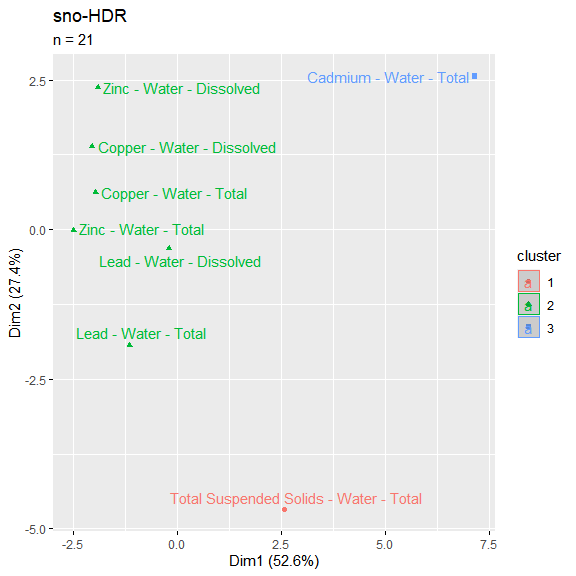 sno-HDR
n = 21
Zinc - Water - Dissolved
Cadmium - Water - Total
Copper - Water - Dissolved
Copper - Water - Total
Zinc - Water - Total
Lead - Water - Dissolved
Lead - Water - Total
Total Suspended Solids - Water - Total
2.5
0.0
-2.5
-5.0
Dim2 (27.4%)
-2.5
0.0
2.5
5.0
7.5
Dim1 (52.6%)
cluster
a 1
a 2
a 3